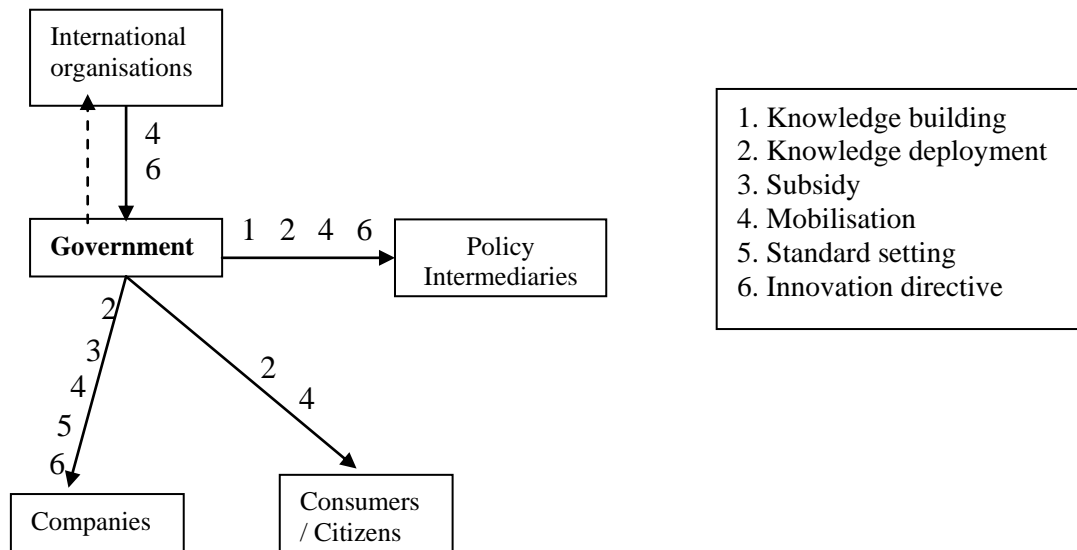 International
organisations
4
6
Government
1 2 4 6
Policy
Intermediaries
2
3
4
5
6
2
4
Companies
Consumers
/ Citizens
1. Knowledge building
2. Knowledge deployment
3. Subsidy
4. Mobilisation
5. Standard setting
6. Innovation directive